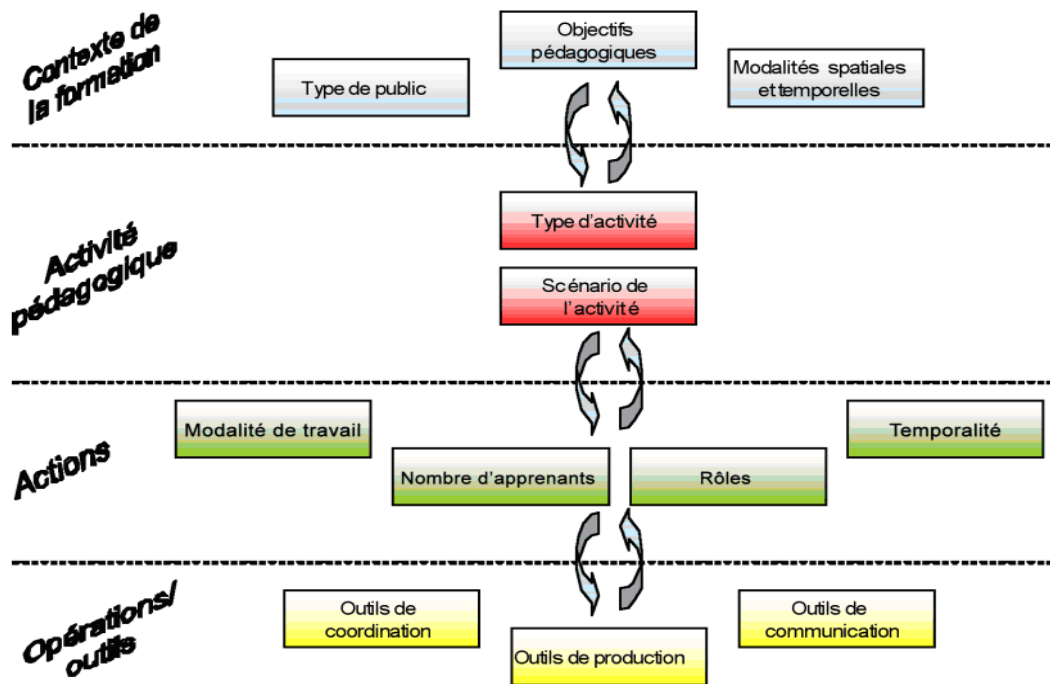 Contexte de
la formation
Objectifs
pédagogiques
Type de public
Modalités spatiales
et temporelles
Activité
pédagogique
Type d'activité
Scénario de
l'activité
Actions
Modalité de travail
Temporalité
Nombre d'apprenants
Rôles
Opérations/
outils
Outils de
coordination
Outils de production
Outils de
communication